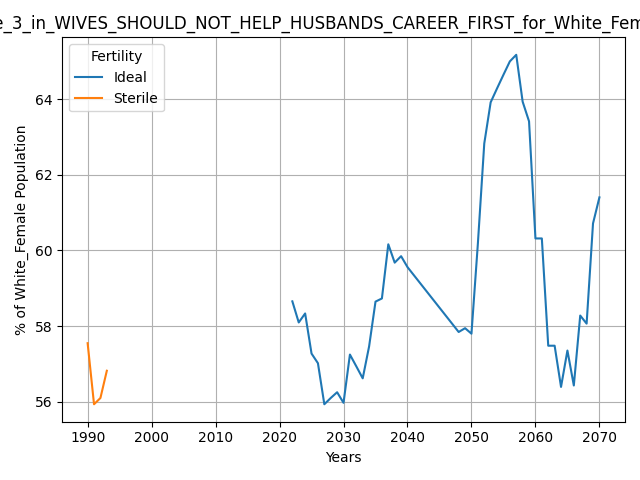 e_3_in_WIVES_SHOULD_NOT_HELP_HUSBANDS_CAREER_FIRST_for_White_Fem
Fertility
Ideal
Sterile
% of White_Female Population
64
62
60
58
56
1990 2000 2010 2020 2030 2040 2050 2060 2070
Years